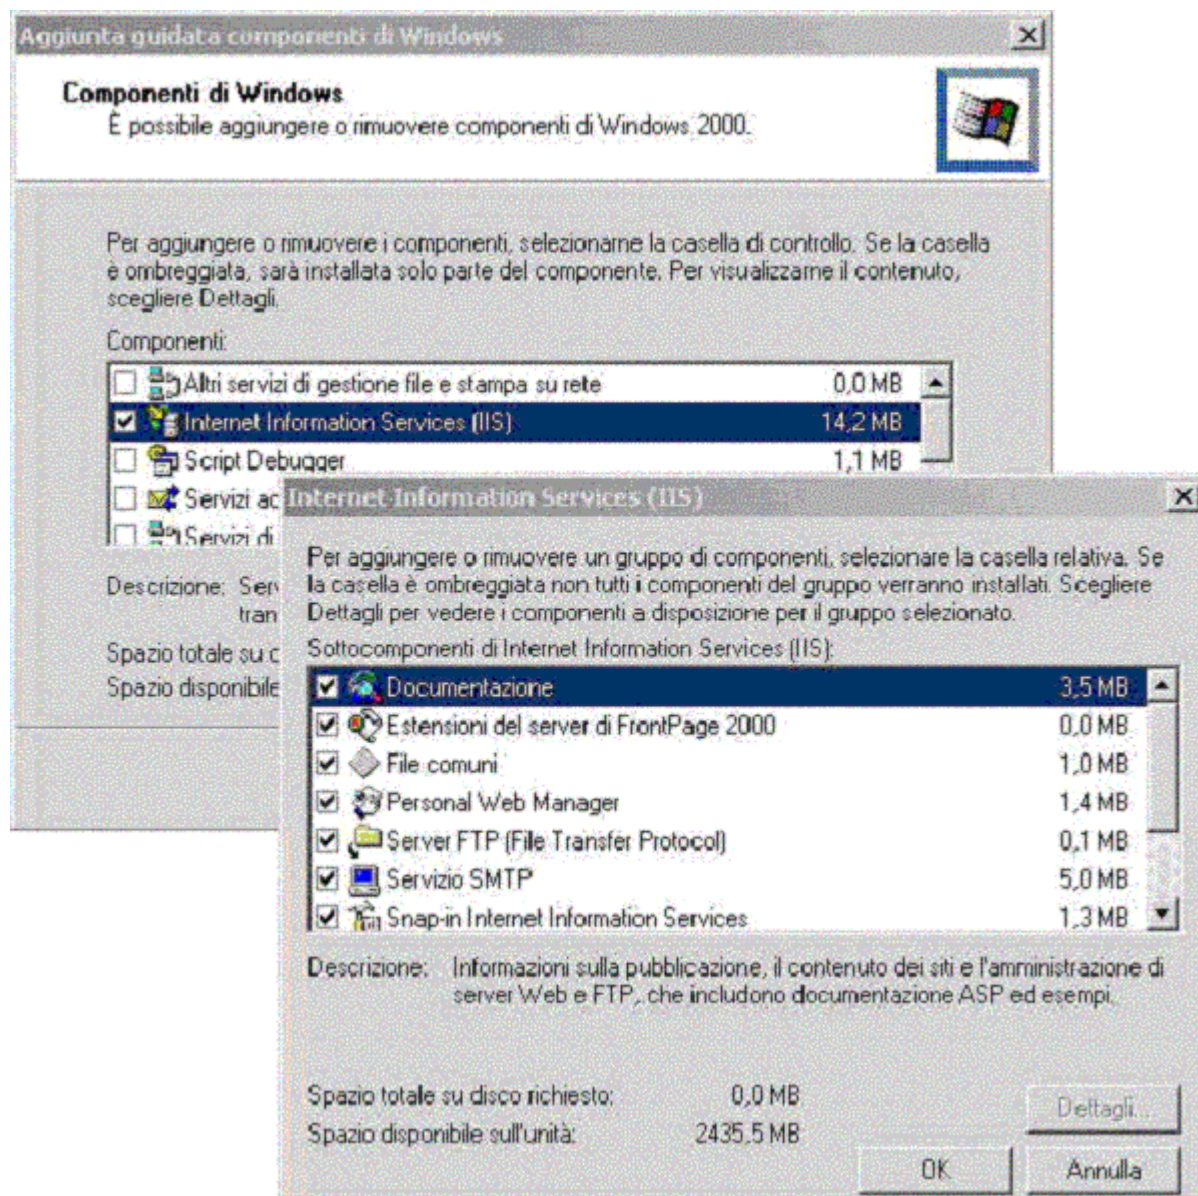 Aggiunta guidata componenti di Windows
Componenti di Windows
È possibile aggiungere o rimuovere componenti di Windows 2000.
Per aggiungere o rimuovere i componenti, selezionarne la casella di controllo. Se la casella
è ombreggiata, sarà installata solo parte del componente. Per visualizzarne il contenuto,
scegliere Dettagli.
Componenti:
Altri servizi di gestione file e stampa su rete 0,0 MB
Internet Information Services (IIS) 14,2 MB
Script Debugger 1,1 MB
Servizi
Servizi di
Descrizione:
Spazio totale su
Spazio disponibile
Internet Information Services (IIS)
Per aggiungere o rimuovere un gruppo di componenti, selezionare la casella relativa. Se
la casella è ombreggiata non tutti i componenti del gruppo verranno installati. Scegliere
Dettagli per vedere i componenti a disposizione per il gruppo selezionato.
Sottocomponenti di Internet Information Services (IIS):
Documentazione 3,5 MB
Estensioni del server di FrontPage 2000 0,0 MB
File comuni 1,0 MB
Personal Web Manager 1,4 MB
Server FTP (File Transfer Protocol) 0,1 MB
Servizio SMTP 5,0 MB
Snap-in Internet Information Services 1,3 MB
Descrizione: Informazioni sulla pubblicazione, il contenuto dei siti e l'amministrazione di
server Web e FTP, che includono documentazione ASP ed esempi.
Spazio totale su disco richiesto: 0,0 MB
Spazio disponibile sull'unità: 2435,5 MB
Dettagli...
OK
Annulla